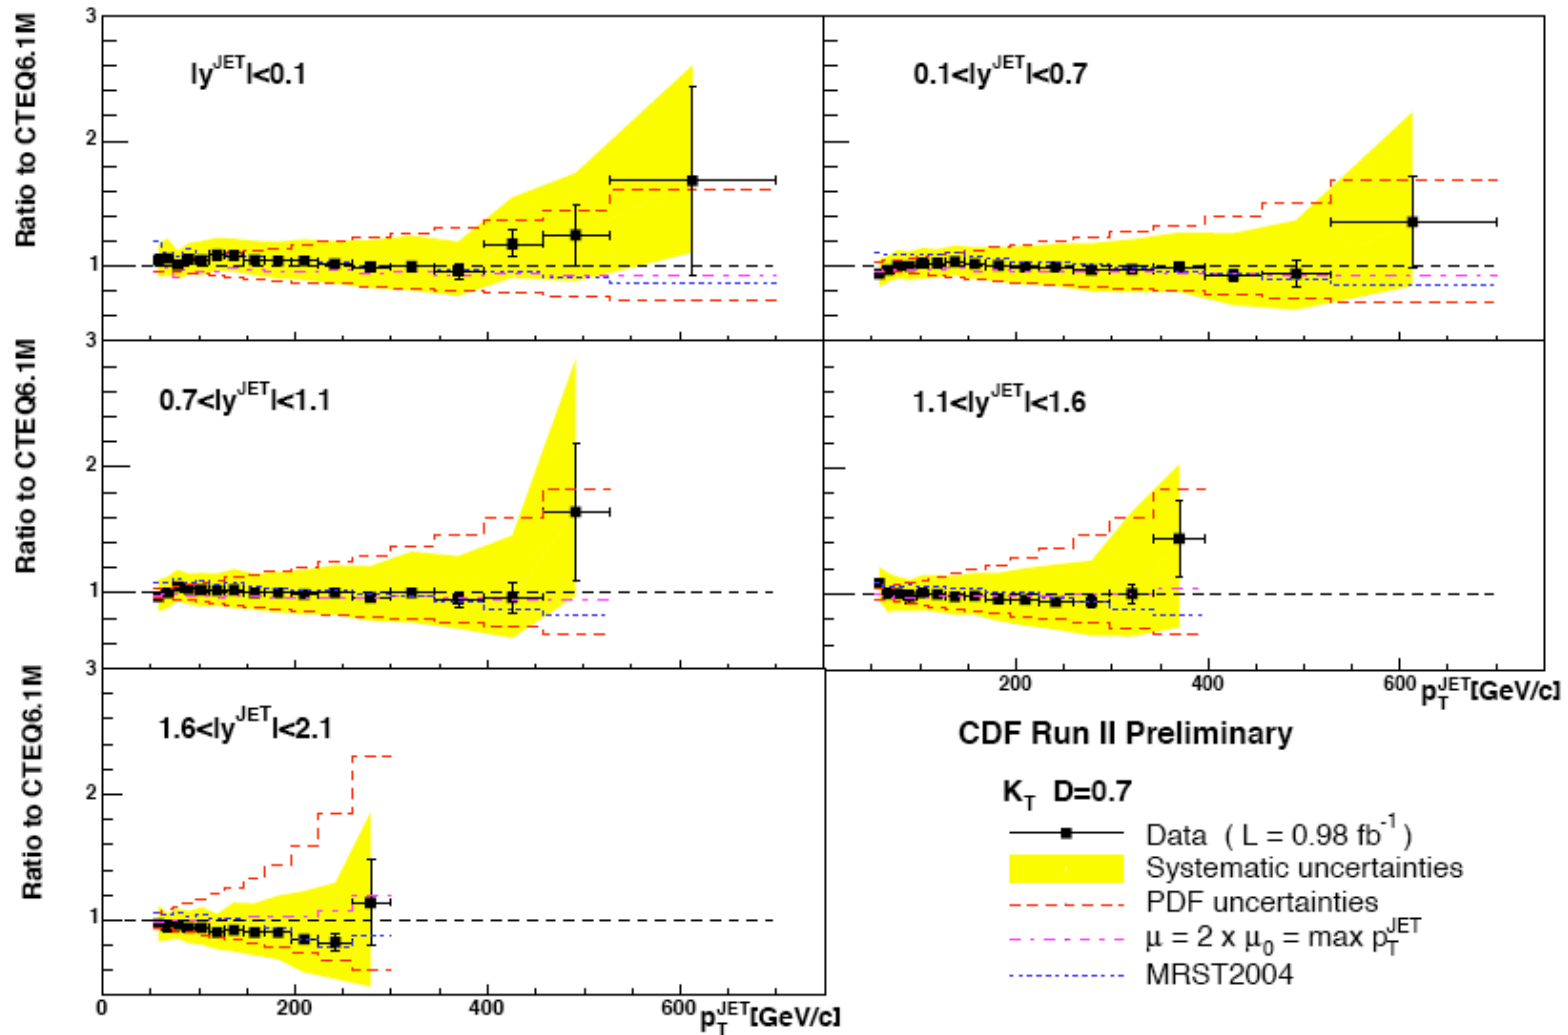 Ratio to CTEQ6.1M
3
2
1
|y^JET|<0.1
0.1<|y^JET|<0.7
Ratio to CTEQ6.1M
3
2
1
0.7<|y^JET|<1.1
1.1<|y^JET|<1.6
200
400
600
p_T^JET[GeV/c]
Ratio to CTEQ6.1M
3
2
1
1.6<|y^JET|<2.1
0
200
400
600
p_T^JET[GeV/c]
CDF Run II Preliminary
K_T D=0.7
Data ( L = 0.98 fb^-1)
Systematic uncertainties
PDF uncertainties
μ = 2 x μ_0 = max p_T^JET
MRST2004